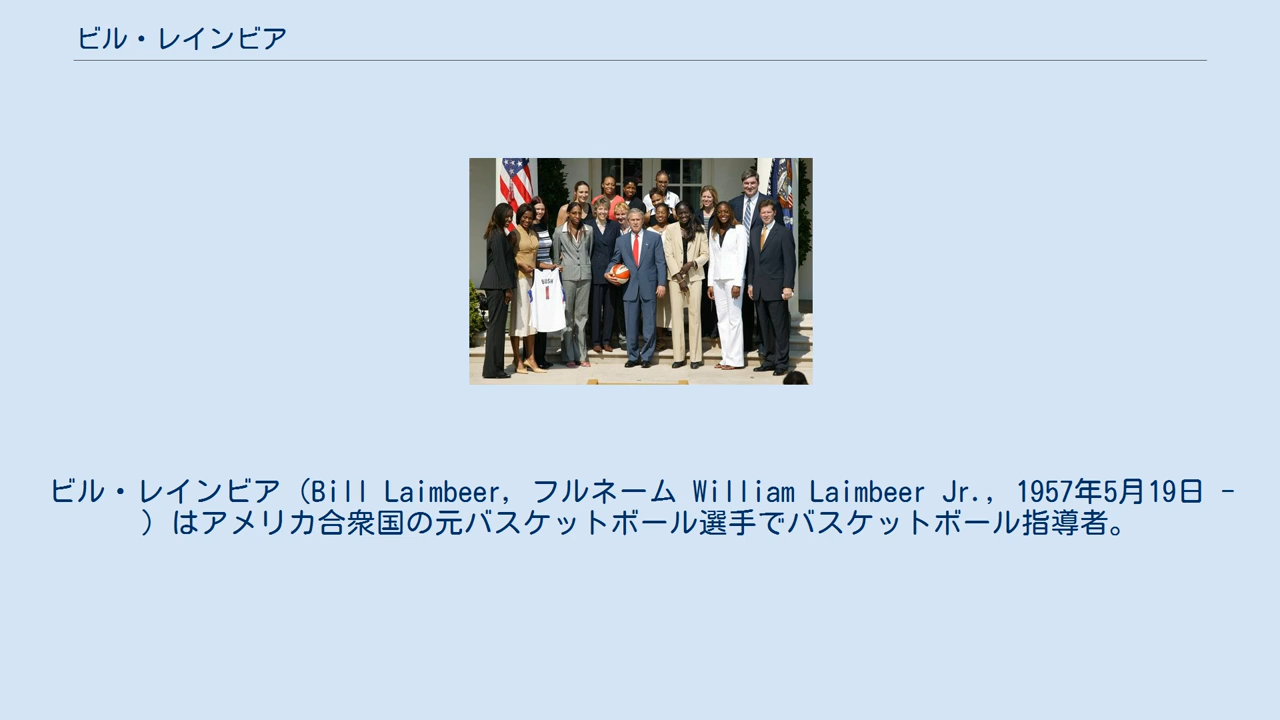 ビル・レインビア
BUSH
1
ビル・レインビア（Bill Laimbeer, フルネーム William Laimbeer Jr., 1957年5月19日 -
）はアメリカ合衆国の元バスケットボール選手でバスケットボール指導者。